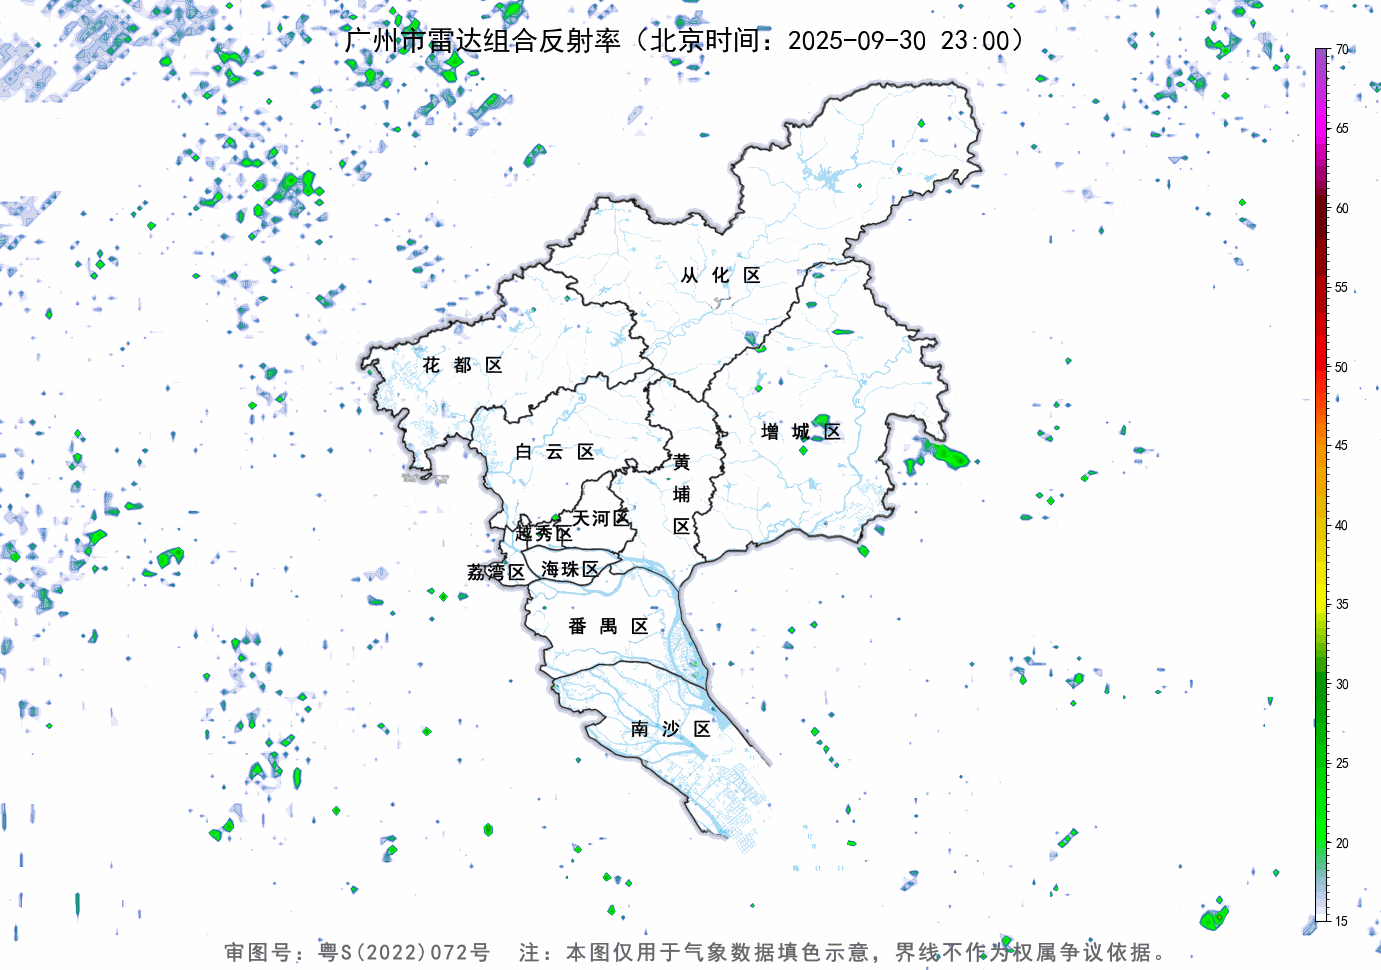 广州市雷达组合反射率（北京时间：2025-09-30 23:00）
70
65
60
55
50
45
40
35
30
25
20
15
从化区
花都区
增城区
白云区
黄埔区
天河区
越秀区
荔湾区
海珠区
番禺区
南沙区
审图号：粤S(2022)072号 注：本图仅用于气象数据填色示意，界线不作为权属争议依据。